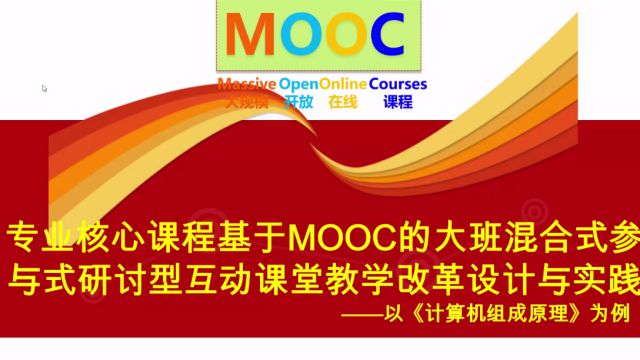 MOOC
Massive Open Online Courses
大规模 开放 在线 课程
专业核心课程基于MOOC的大班混合式参
与式研讨型互动课堂教学改革设计与实践
——以《计算机组成原理》为例